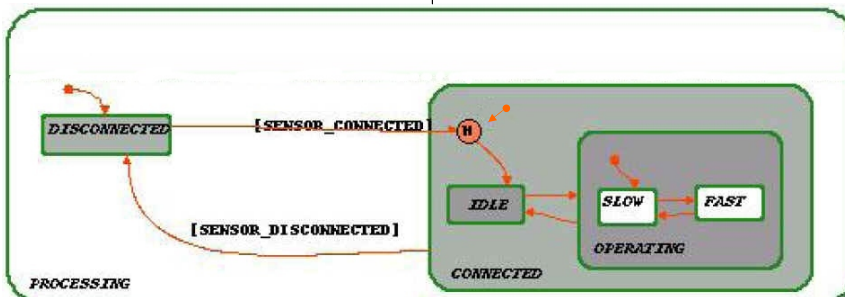 DISCONNECTED
[SENSOR_CONNECTED]
H
IDLE
SLOW
FAST
[SENSOR_DISCONNECTED]
OPERATING
CONNECTED
PROCESSING